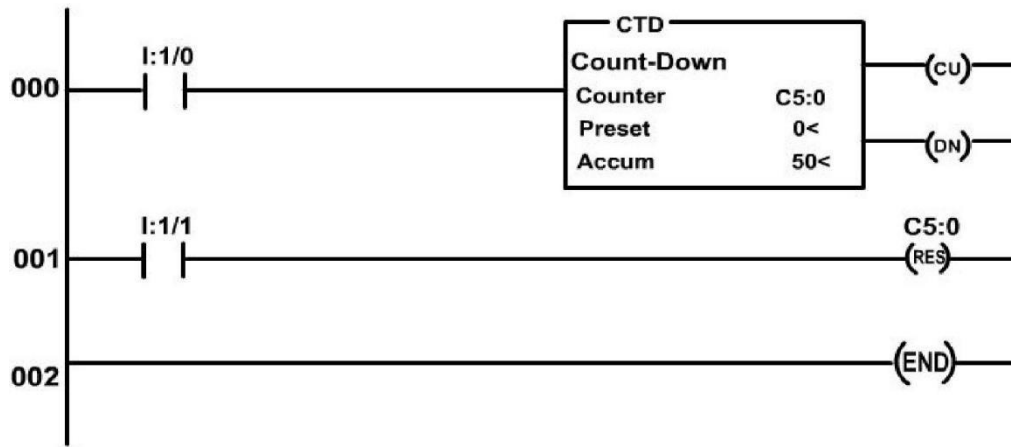 CTD
I:1/0
000
Count-Down
Counter C5:0
Preset 0<
Accum 50<
(CU)
(DN)
I:1/1
001
C5:0
(RES)
002
(END)